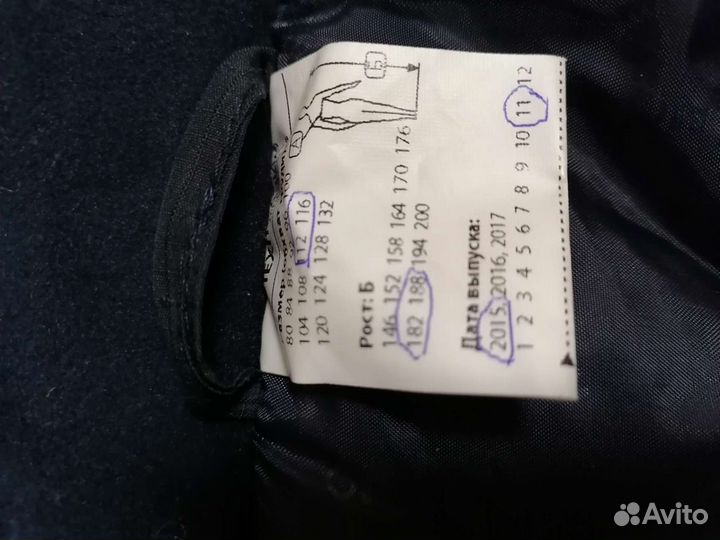 Б
А
80 84 88 92
104 108 112 116
120 124 128 132
Рост: Б
146 152 158 164 170 176
182 188 194 200
Дата выпуска:
2015, 2016, 2017
1 2 3 4 5 6 7 8 9 10 11 12
Avito